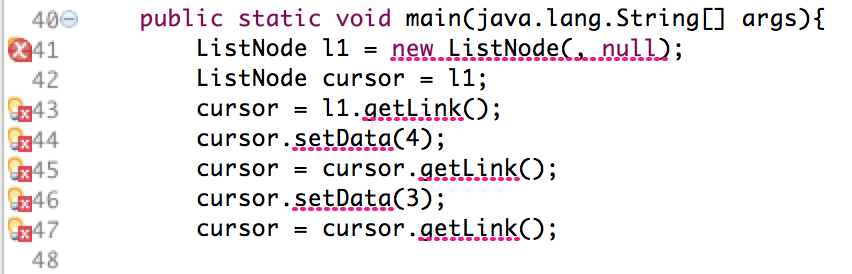 40 public static void main(java.lang.String[] args){
41 ListNode l1 = new ListNode(, null);
42 ListNode cursor = l1;
43 cursor = l1.getLink();
44 cursor.setData(4);
45 cursor = cursor.getLink();
46 cursor.setData(3);
47 cursor = cursor.getLink();
48